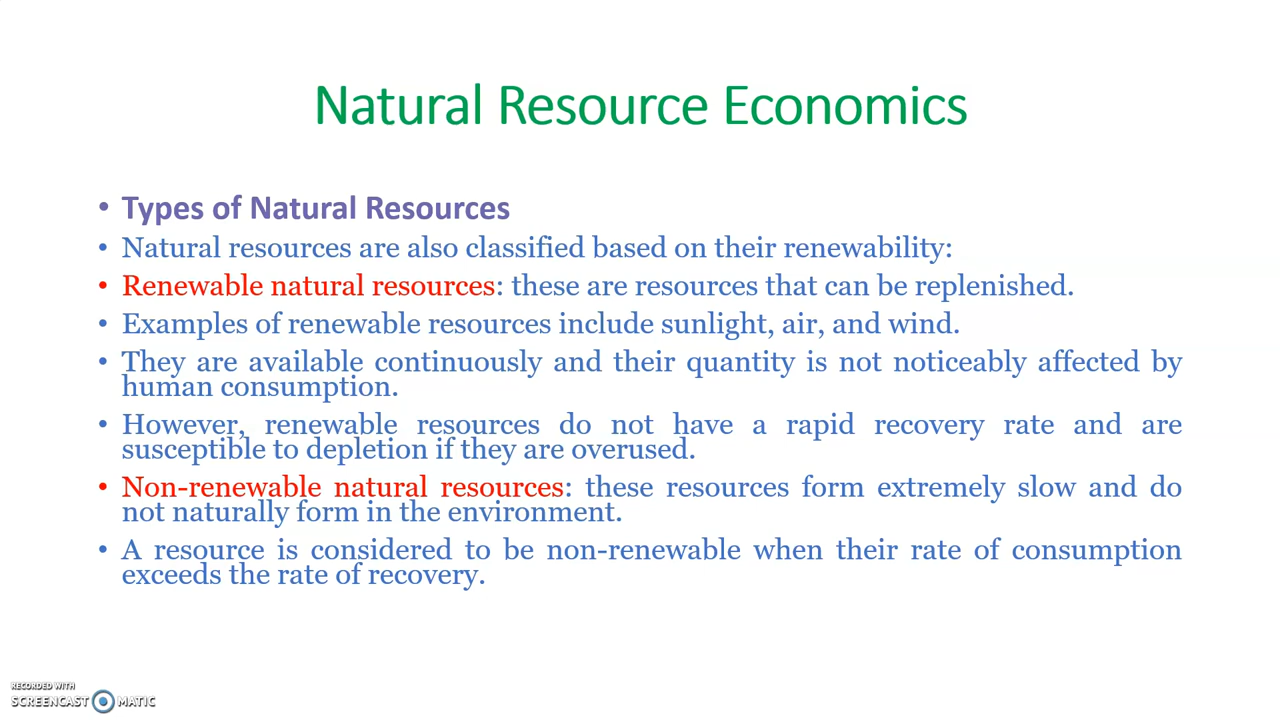 Natural Resource Economics
• Types of Natural Resources
• Natural resources are also classified based on their renewability:
• Renewable natural resources: these are resources that can be replenished.
• Examples of renewable resources include sunlight, air, and wind.
• They are available continuously and their quantity is not noticeably affected by
human consumption.
• However, renewable resources do not have a rapid recovery rate and are
susceptible to depletion if they are overused.
• Non-renewable natural resources: these resources form extremely slow and do
not naturally form in the environment.
• A resource is considered to be non-renewable when their rate of consumption
exceeds the rate of recovery.
RECORDED WITH
SCREENCAST MATIC